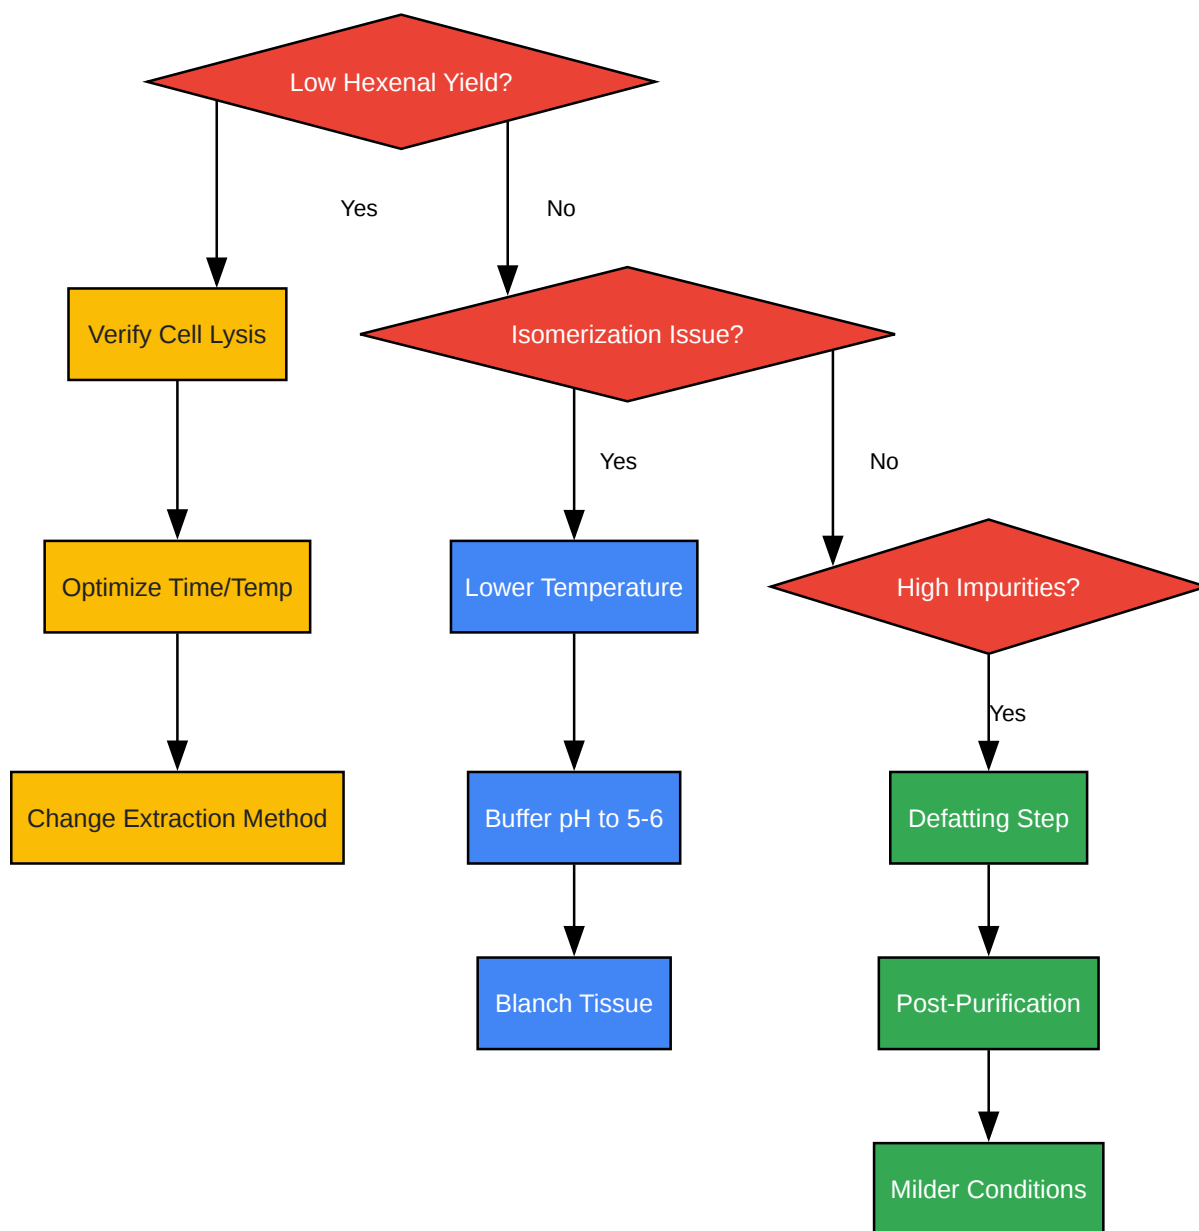 Low Hexenal Yield?
Yes
No
Verify Cell Lysis
Isomerization Issue?
Yes
No
Optimize Time/Temp
Lower Temperature
High Impurities?
Yes
Change Extraction Method
Buffer pH to 5-6
Defatting Step
Blanch Tissue
Post-Purification
Milder Conditions